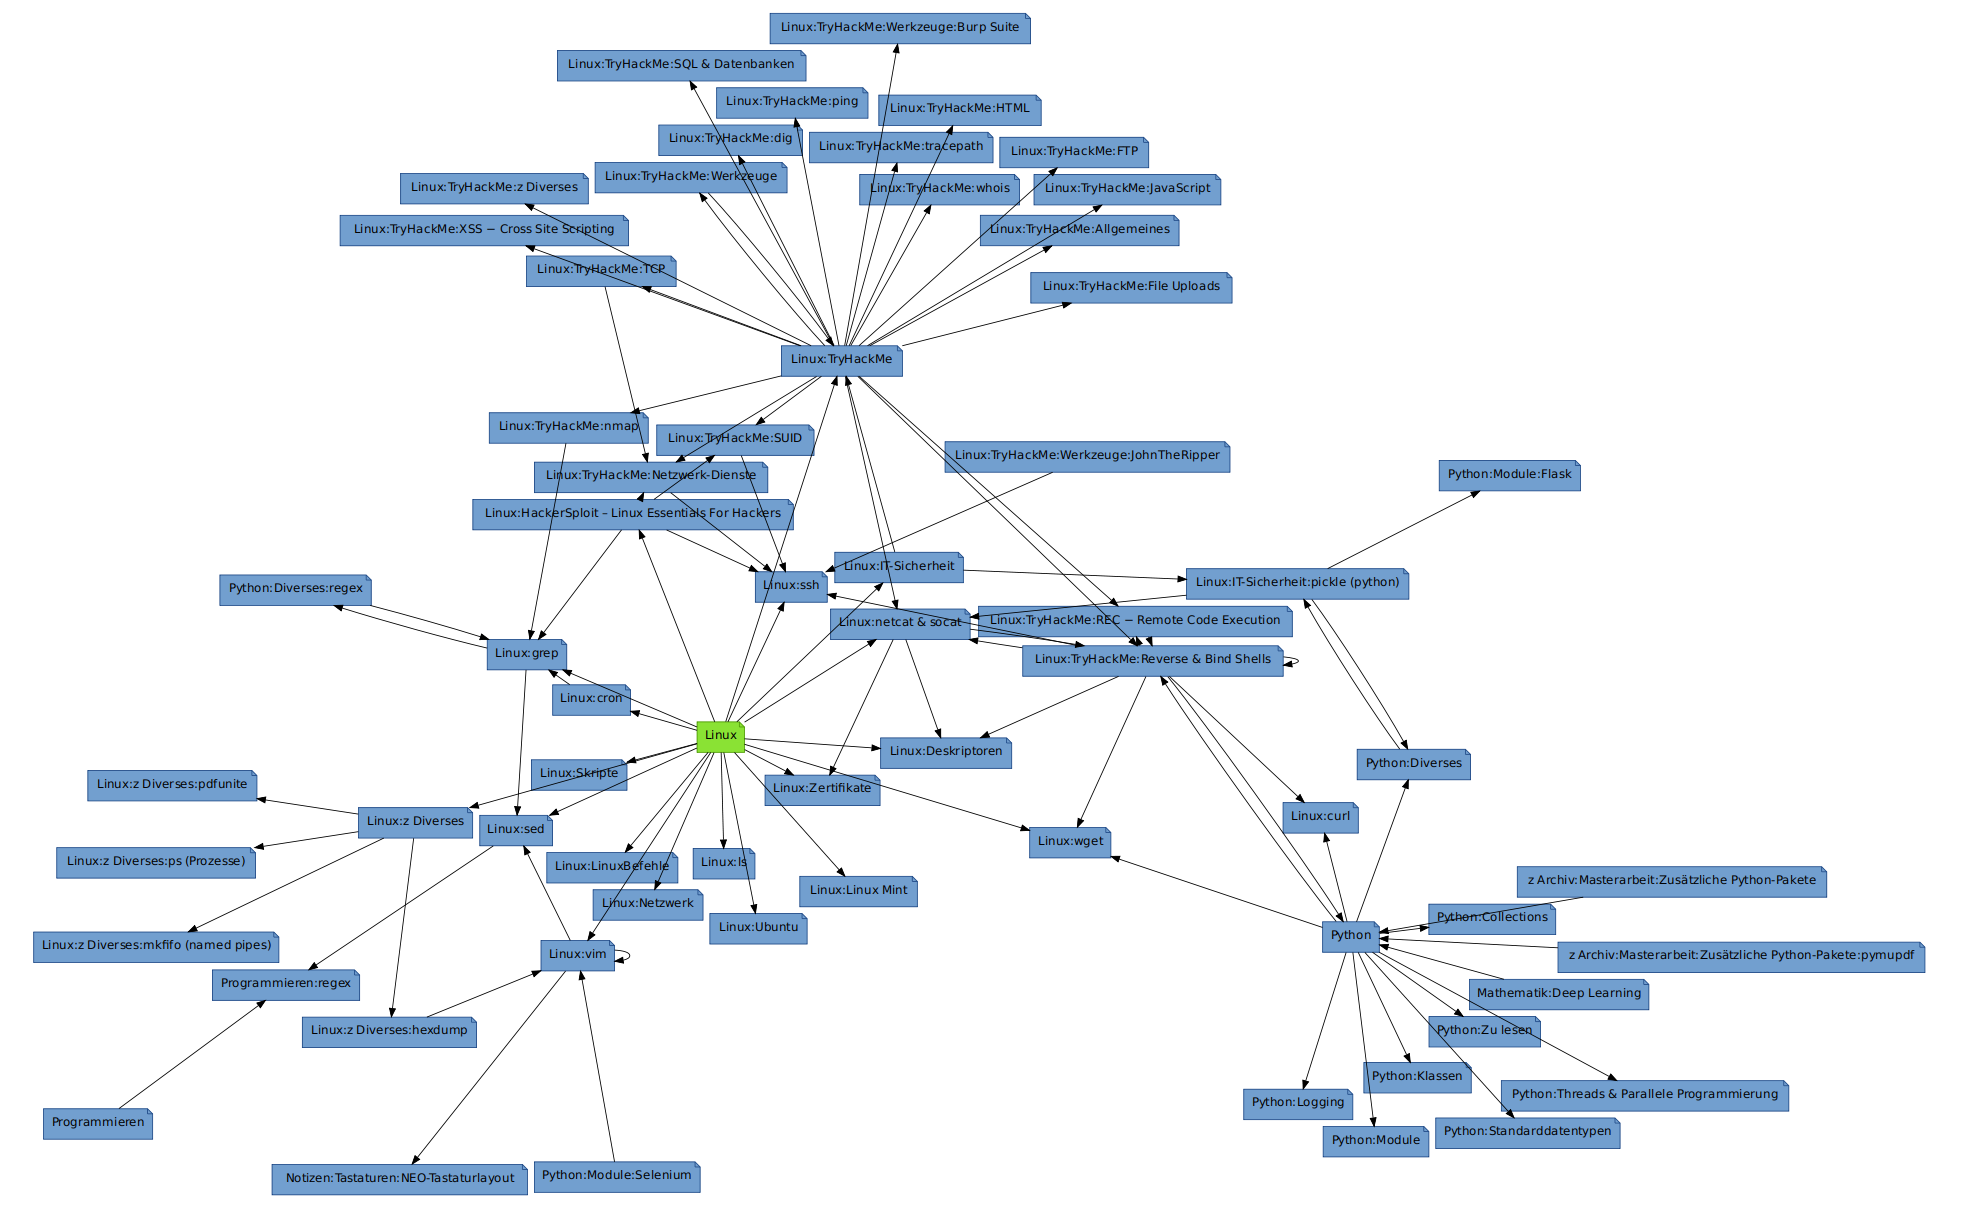 Linux:TryHackMe:Werkzeuge:Burp Suite
Linux:TryHackMe:SQL & Datenbanken
Linux:TryHackMe:ping
Linux:TryHackMe:HTML
Linux:TryHackMe:dig
Linux:TryHackMe:tracepath
Linux:TryHackMe:FTP
Linux:TryHackMe:Werkzeuge
Linux:TryHackMe:z Diverses
Linux:TryHackMe:whois
Linux:TryHackMe:JavaScript
Linux:TryHackMe:XSS − Cross Site Scripting
Linux:TryHackMe:Allgemeines
Linux:TryHackMe:TCP
Linux:TryHackMe:File Uploads
Linux:TryHackMe
Linux:TryHackMe:nmap
Linux:TryHackMe:SUID
Linux:TryHackMe:Werkzeuge:JohnTheRipper
Linux:TryHackMe:Netzwerk-Dienste
Python:Module:Flask
Linux:HackerSploit – Linux Essentials For Hackers
Linux:IT-Sicherheit
Linux:ssh
Linux:IT-Sicherheit:pickle (python)
Python:Diverses:regex
Linux:netcat & socat
Linux:TryHackMe:REC − Remote Code Execution
Linux:grep
Linux:TryHackMe:Reverse & Bind Shells
Linux:cron
Linux
Linux:Deskriptoren
Python:Diverses
Linux:Skripte
Linux:z Diverses:pdfunite
Linux:Zertifikate
Linux:z Diverses
Linux:sed
Linux:curl
Linux:wget
Linux:z Diverses:ps (Prozesse)
Linux:LinuxBefehle
Linux:ls
Linux:Linux Mint
z Archiv:Masterarbeit:Zusätzliche Python-Pakete
Linux:Netzwerk
Python:Collections
Linux:Ubuntu
Python
Linux:z Diverses:mkfifo (named pipes)
Linux:vim
z Archiv:Masterarbeit:Zusätzliche Python-Pakete:pymupdf
Programmieren:regex
Mathematik:Deep Learning
Linux:z Diverses:hexdump
Python:Zu lesen
Python:Klassen
Python:Threads & Parallele Programmierung
Python:Logging
Programmieren
Python:Module
Python:Standarddatentypen
Notizen:Tastaturen:NEO-Tastaturlayout
Python:Module:Selenium